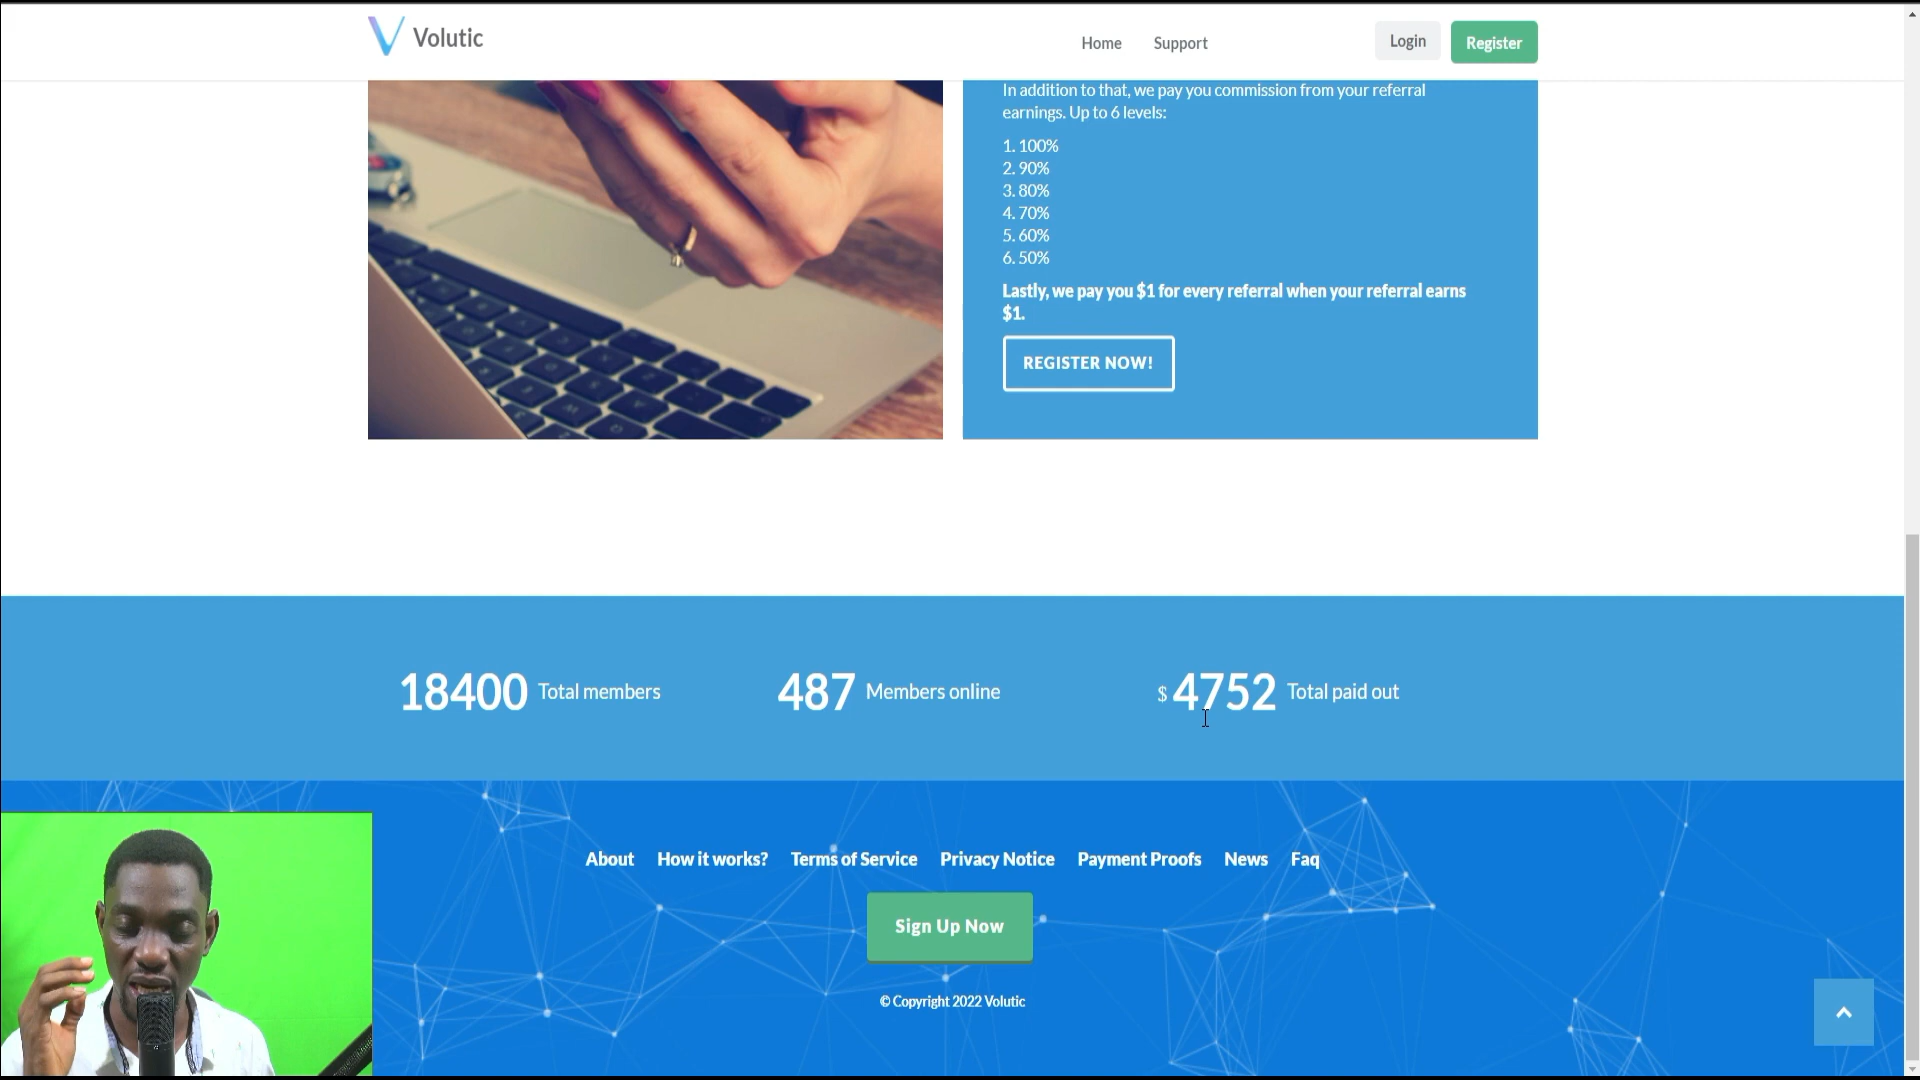 Volutic
Home
Support
Login
Register
In addition to that, we pay you commission from your referral
earnings. Up to 6 levels:
1. 100%
2. 90%
3. 80%
4. 70%
5. 60%
6. 50%
Lastly, we pay you $1 for every referral when your referral earns
$1.
REGISTER NOW!
18400 Total members
487 Members online
$ 4752 Total paid out
About How it works? Terms of Service Privacy Notice Payment Proofs News Faq
Sign Up Now
© Copyright 2022 Volutic